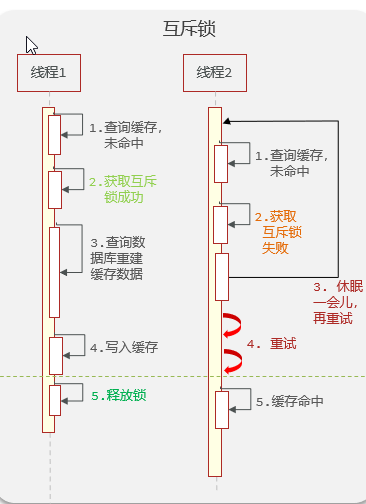 互斥锁
线程1
线程2
1.查询缓存,
未命中
2.获取互斥
锁成功
3.查询数
据库重建
缓存数据
4.写入缓存
5.释放锁
1.查询缓存,
未命中
2.获取
互斥锁
失败
3. 休眠
一会儿,
再重试
4. 重试
5.缓存命中